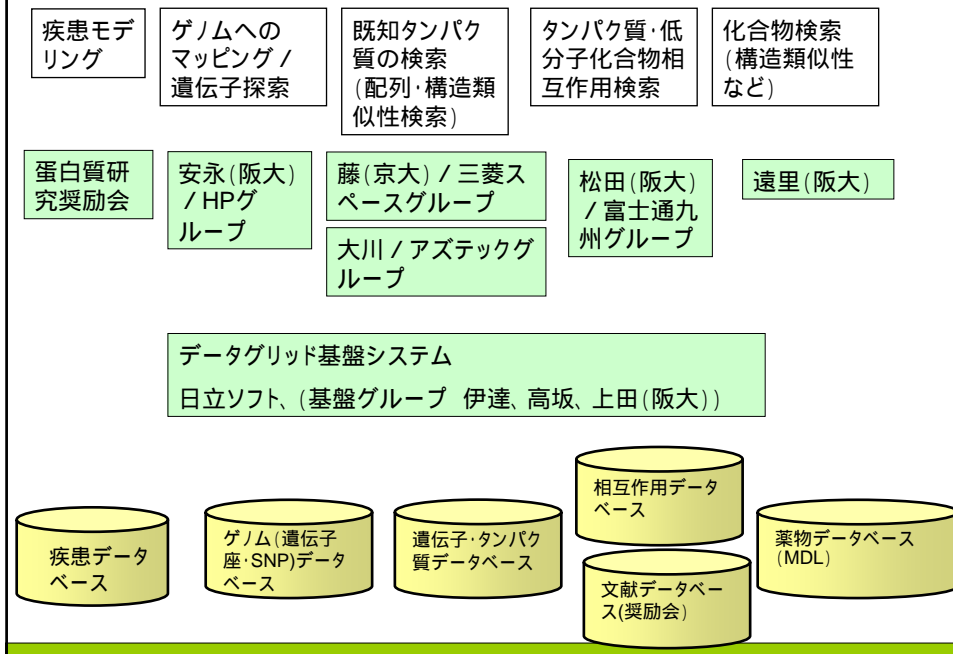 疾患モデ
リング
ゲノムへの
マッピング /
遺伝子探索
既知タンパク
質の検索
(配列・構造類
似性検索)
タンパク質・低
分子化合物相
互作用検索
化合物検索
(構造類似性
など)
蛋白質研
究奨励会
安永(阪大)
/ HPグ
ループ
藤(京大) / 三菱ス
ペースグループ
大川 / アズテックグ
ループ
松田(阪大)
/ 富士通九
州グループ
遠里(阪大)
データグリッド基盤システム
日立ソフト、(基盤グループ 伊達、高坂、上田(阪大))
疾患データ
ベース
ゲノム(遺伝子
座・SNP)データ
ベース
遺伝子・タンパク
質データベース
相互作用データ
ベース
文献データベー
ス(奨励会)
薬物データベース
(MDL)